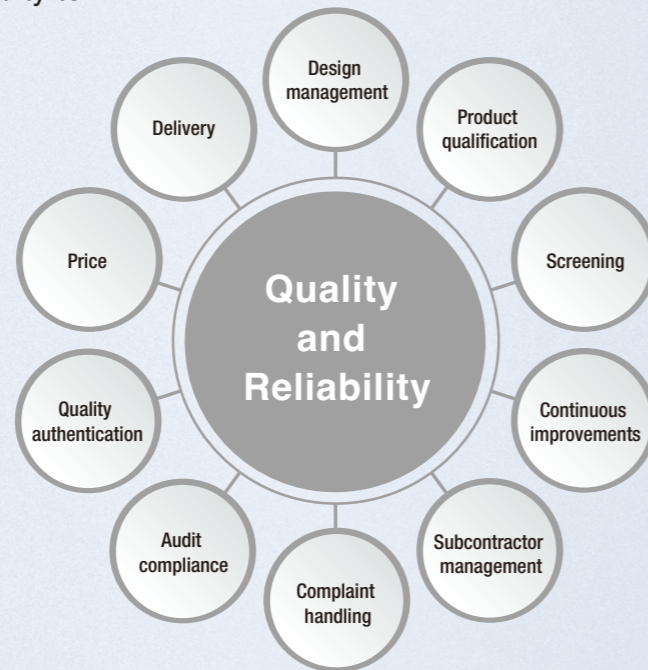 Design
management
Product
qualification
Screening
Continuous
improvements
Subcontractor
management
Complaint
handling
Audit
compliance
Quality
authentication
Price
Delivery
Quality
and
Reliability